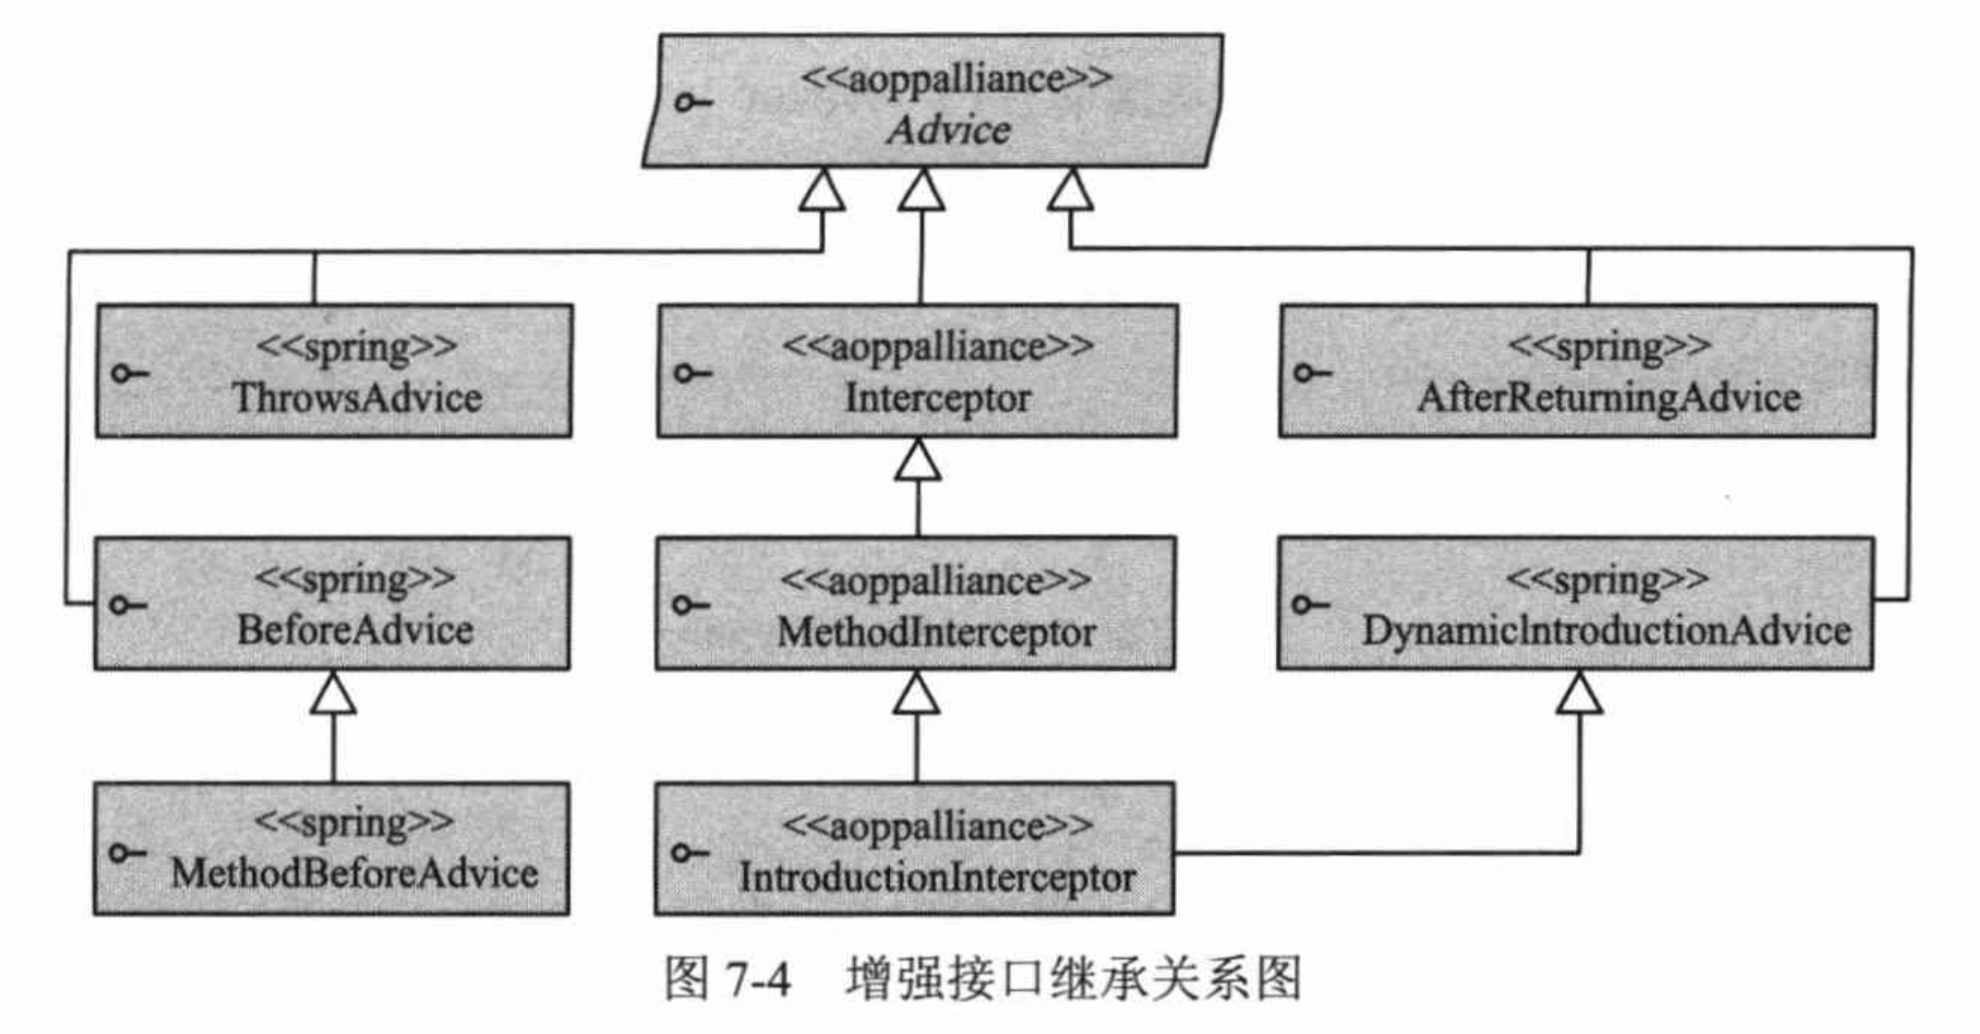 <<aoppalliance>>
Advice
<<spring>>
ThrowsAdvice
<<aoppalliance>>
Interceptor
<<spring>>
AfterReturningAdvice
<<spring>>
BeforeAdvice
<<aoppalliance>>
MethodInterceptor
<<spring>>
DynamicIntroductionAdvice
<<spring>>
MethodBeforeAdvice
<<aoppalliance>>
IntroductionInterceptor
图 7-4 增强接口继承关系图